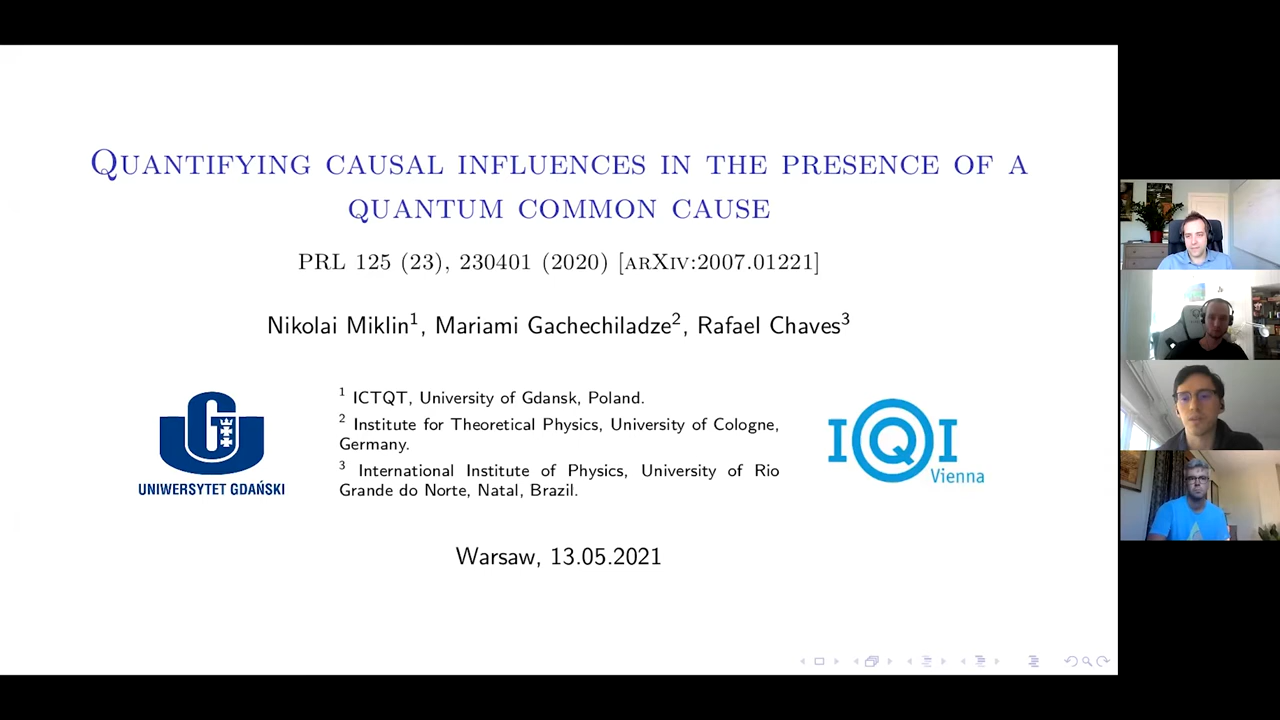 QUANTIFYING CAUSAL INFLUENCES IN THE PRESENCE OF A
QUANTUM COMMON CAUSE
PRL 125 (23), 230401 (2020) [ARXIV:2007.01221]
Nikolai Miklin1, Mariami Gachechiladze2, Rafael Chaves3
1 ICTQT, University of Gdansk, Poland.
2 Institute for Theoretical Physics, University of Cologne,
Germany.
3 International Institute of Physics, University of Rio
Grande do Norte, Natal, Brazil.
UNIWERSYTET GDAŃSKI
IQI
Vienna
Warsaw, 13.05.2021